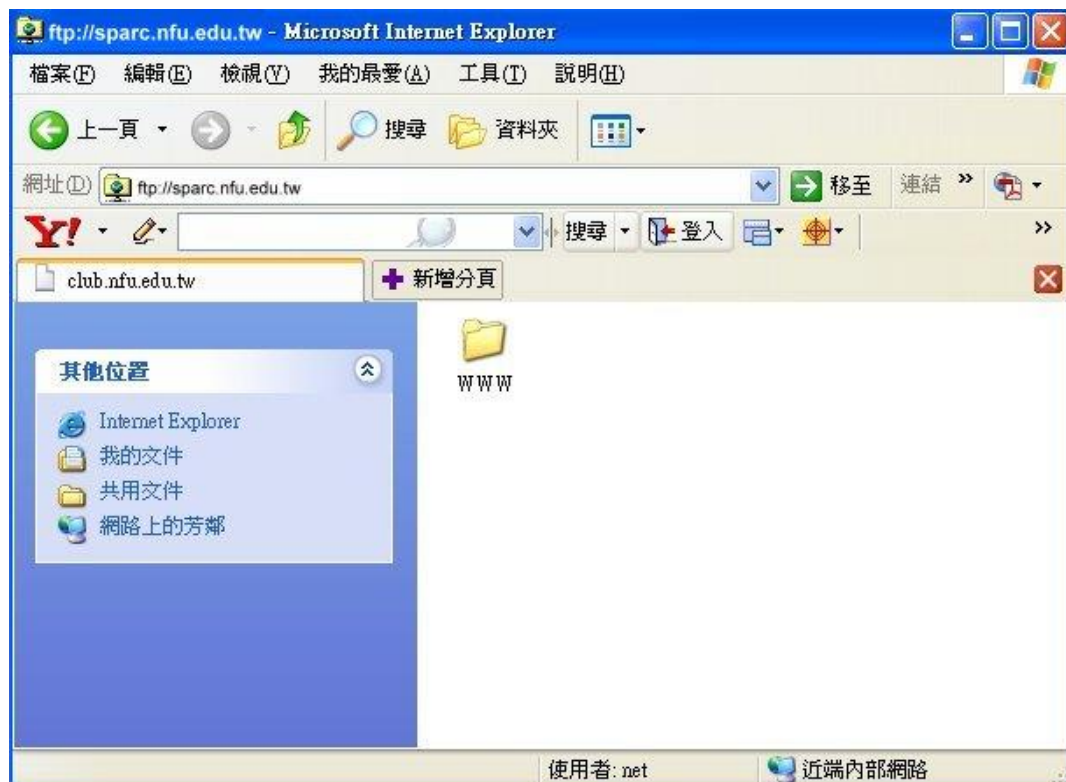 ftp://sparc.nfu.edu.tw - Microsoft Internet Explorer
檔案(F) 編輯(E) 檢視(V) 我的最愛(A) 工具(T) 說明(H)
上一頁 搜尋 資料夾
網址(D) ftp://sparc.nfu.edu.tw 移至 連結 »
Y! 搜尋 登入 »
club.nfu.edu.tw 新增分頁
其他位置
Internet Explorer
我的文件
共用文件
網路上的芳鄰
WWW
使用者: net 近端內部網路